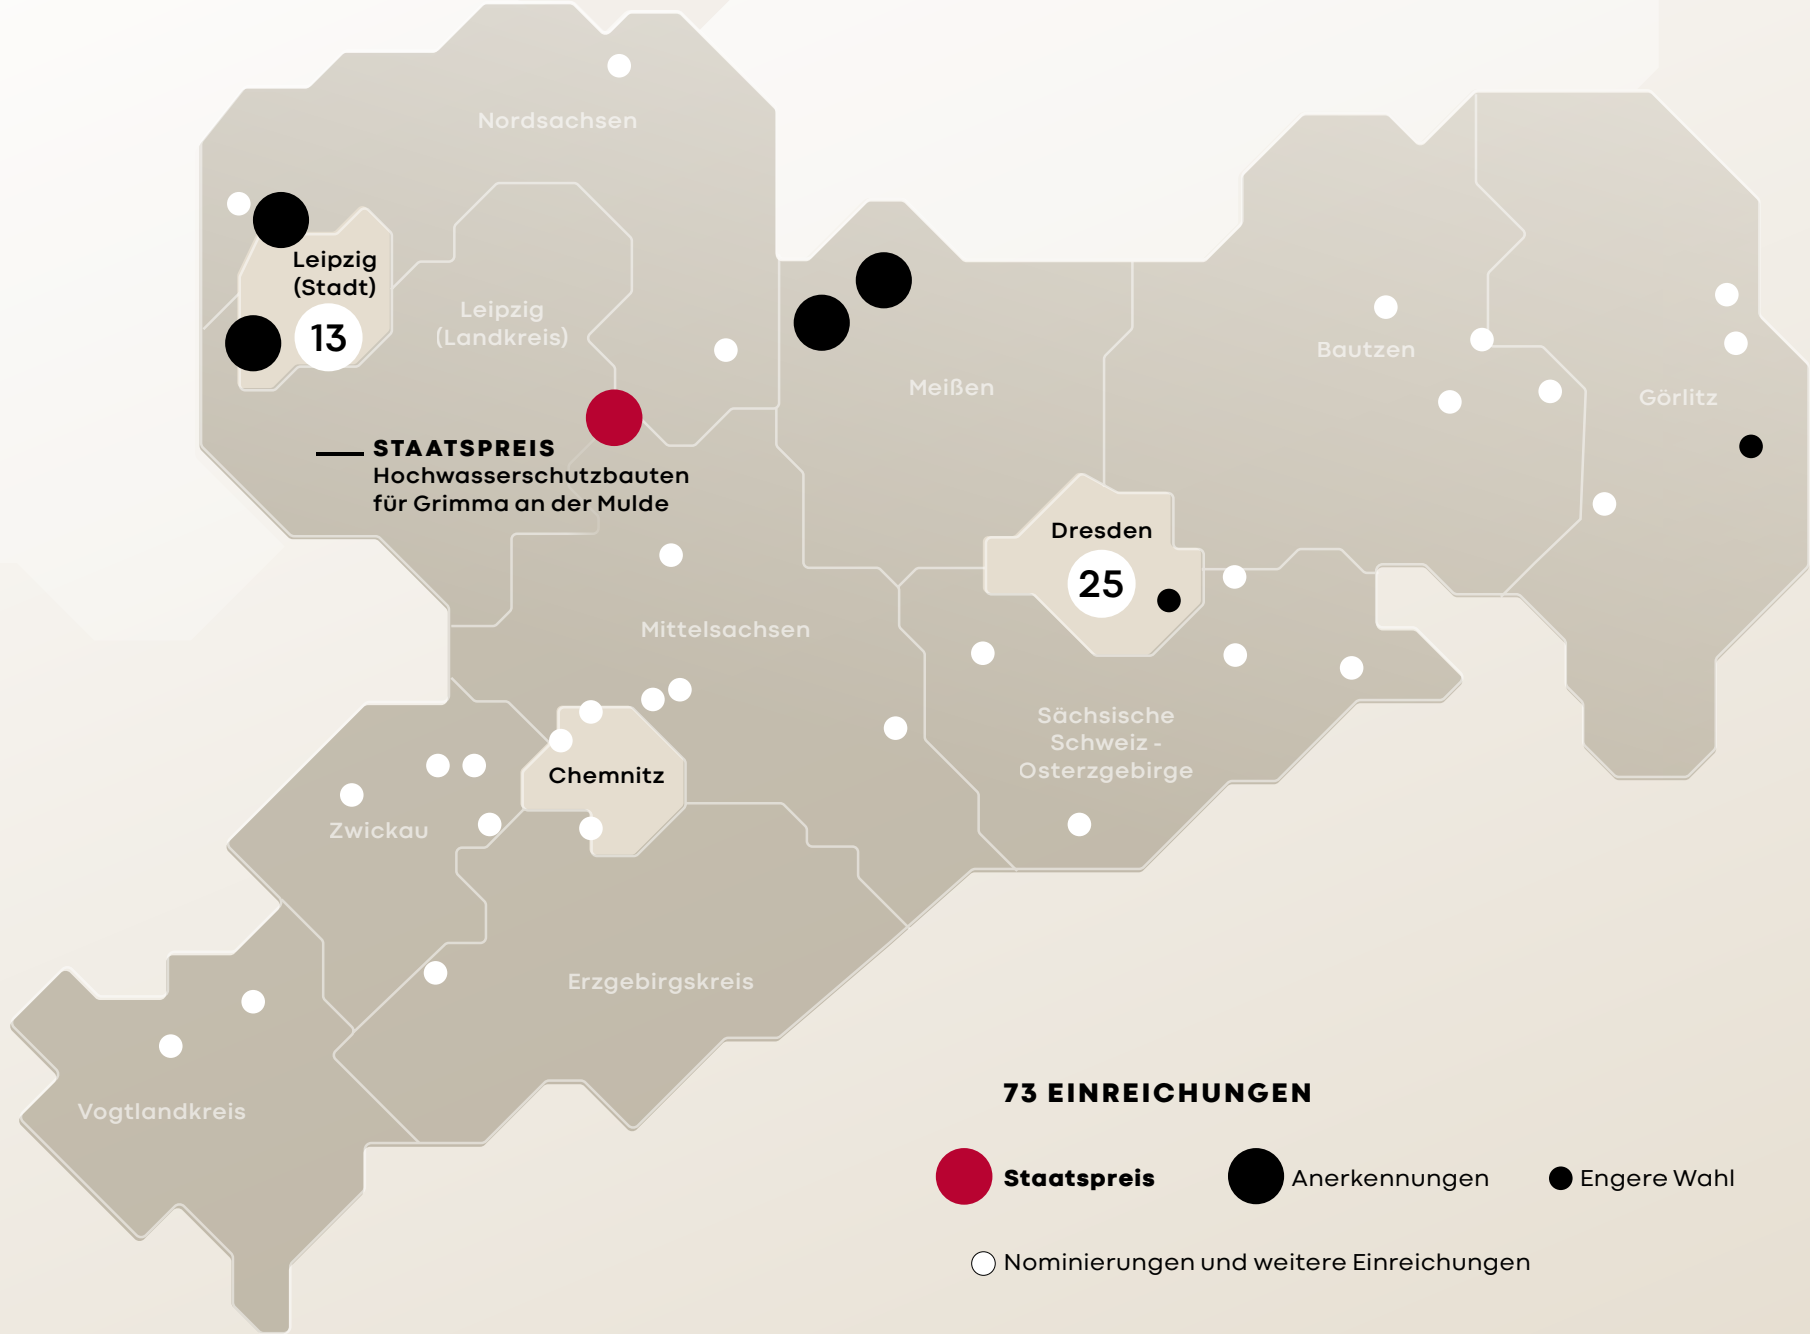 Nordsachsen
Leipzig
(Stadt)
13
Leipzig
(Landkreis)
STAATSPREIS
Hochwasserschutzbauten
für Grimma an der Mulde
Meißen
Bautzen
Görlitz
Dresden
25
Mittelsachsen
Sächsische
Schweiz -
Osterzgebirge
Chemnitz
Zwickau
Erzgebirgskreis
Vogtlandkreis
73 EINREICHUNGEN
Staatspreis
Anerkennungen
Engere Wahl
Nominierungen und weitere Einreichungen